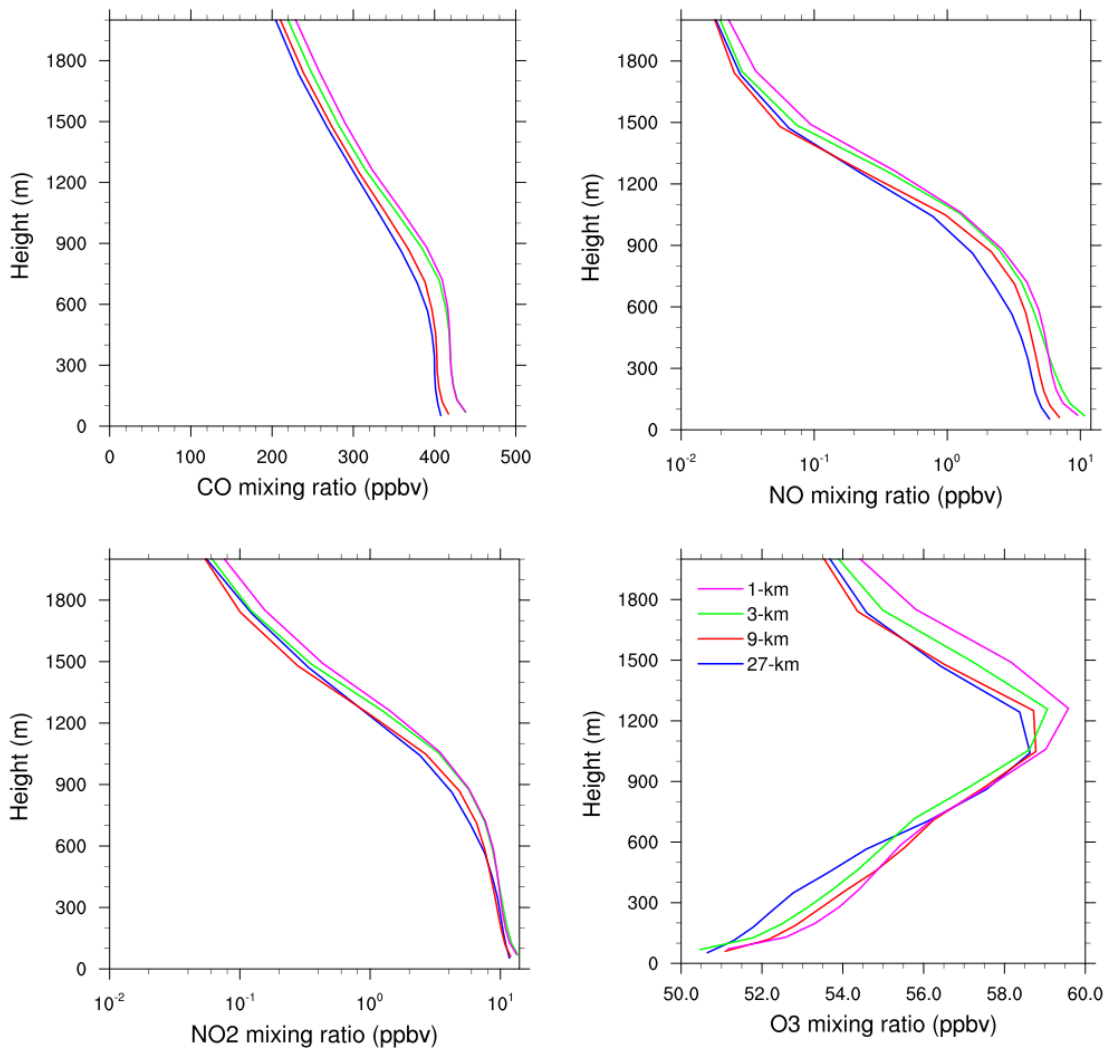 1800
1500
1200
900
600
300
0
Height (m)
0 100 200 300 400 500
CO mixing ratio (ppbv)
1800
1500
1200
900
600
300
0
Height (m)
10-2 10-1 100 101
NO mixing ratio (ppbv)
1800
1500
1200
900
600
300
0
Height (m)
10-2 10-1 100 101
NO2 mixing ratio (ppbv)
1800
1500
1200
900
600
300
0
Height (m)
1-km
3-km
9-km
27-km
50.0 52.0 54.0 56.0 58.0 60.0
O3 mixing ratio (ppbv)